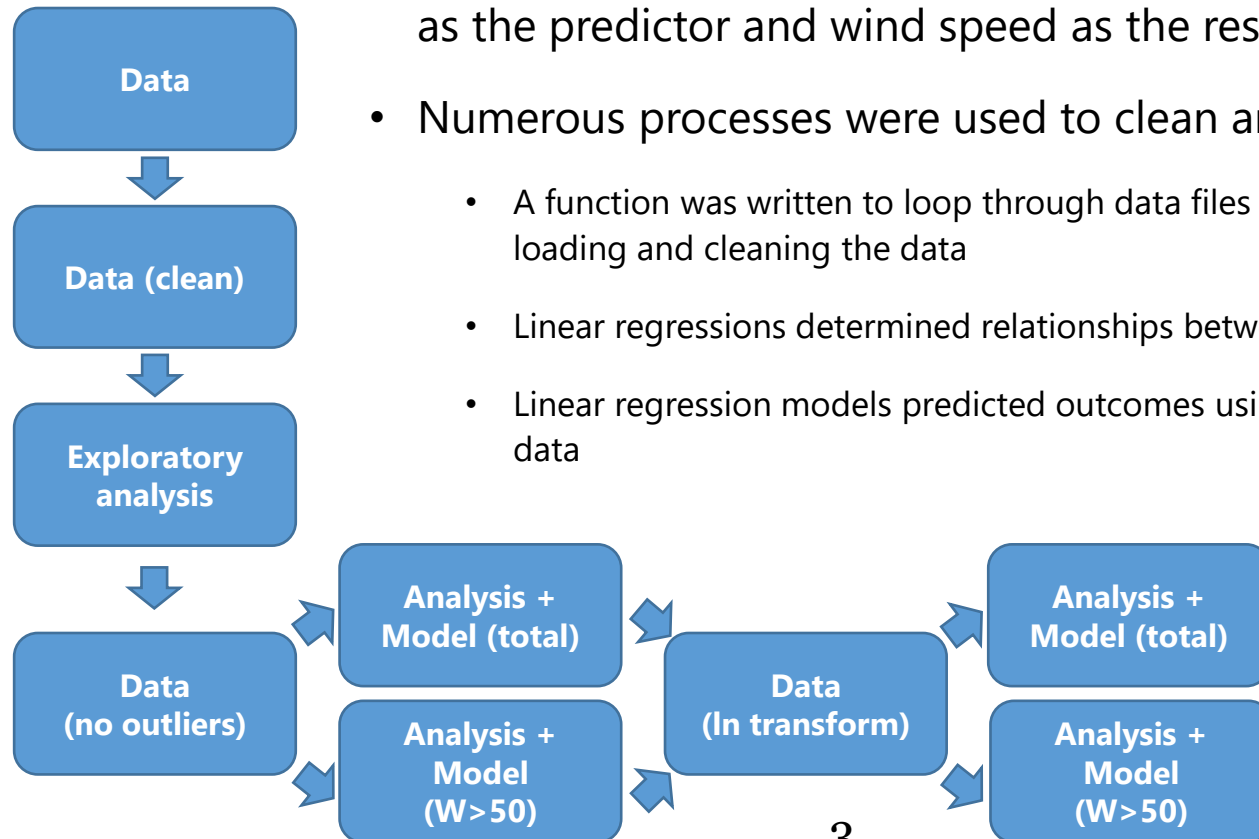 as the predictor and wind speed as the res
• Numerous processes were used to clean a
• A function was written to loop through data files
loading and cleaning the data
• Linear regressions determined relationships betw
• Linear regression models predicted outcomes usi
data
Data
Data (clean)
Exploratory
analysis
Data
(no outliers)
Analysis +
Model (total)
Analysis +
Model
(W>50)
Data
(ln transform)
Analysis +
Model (total)
Analysis +
Model
(W>50)
3